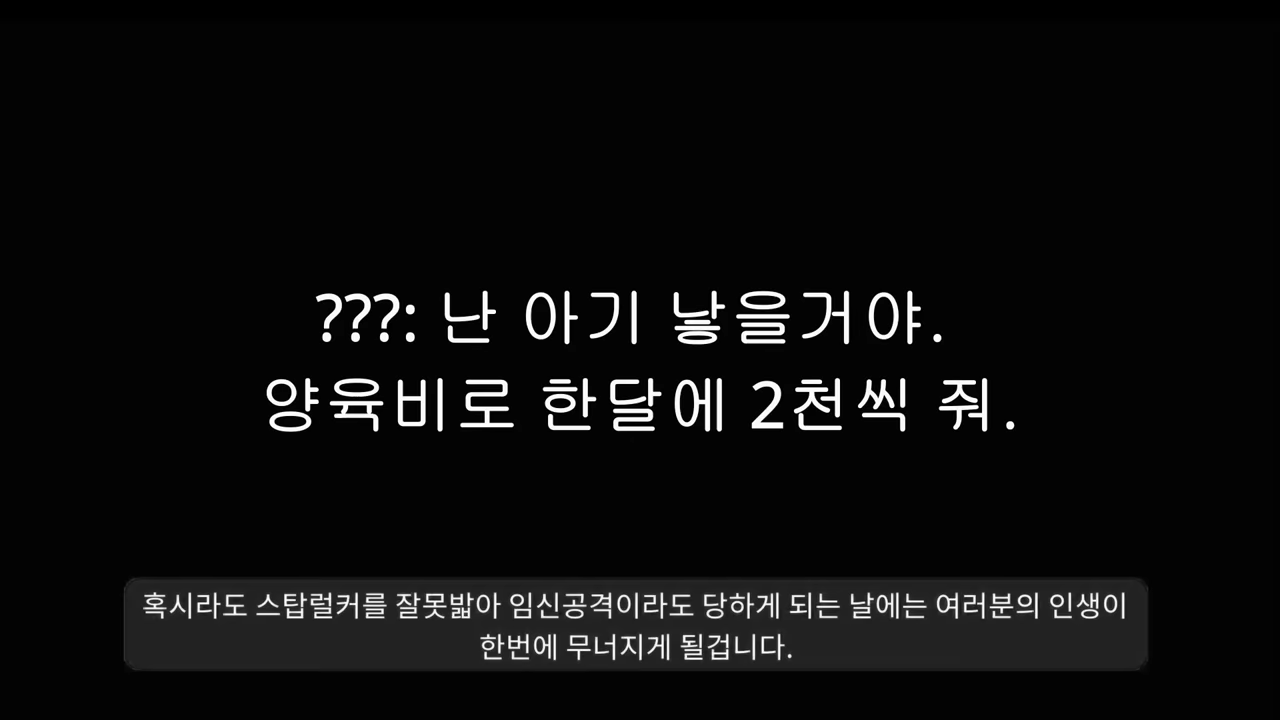 ???: 난 아기 낳을거야.
양육비로 한달에 2천씩 줘.
혹시라도 스탑럴커를 잘못밟아 임신공격이라도 당하게 되는 날에는 여러분의 인생이
한번에 무너지게 될겁니다.